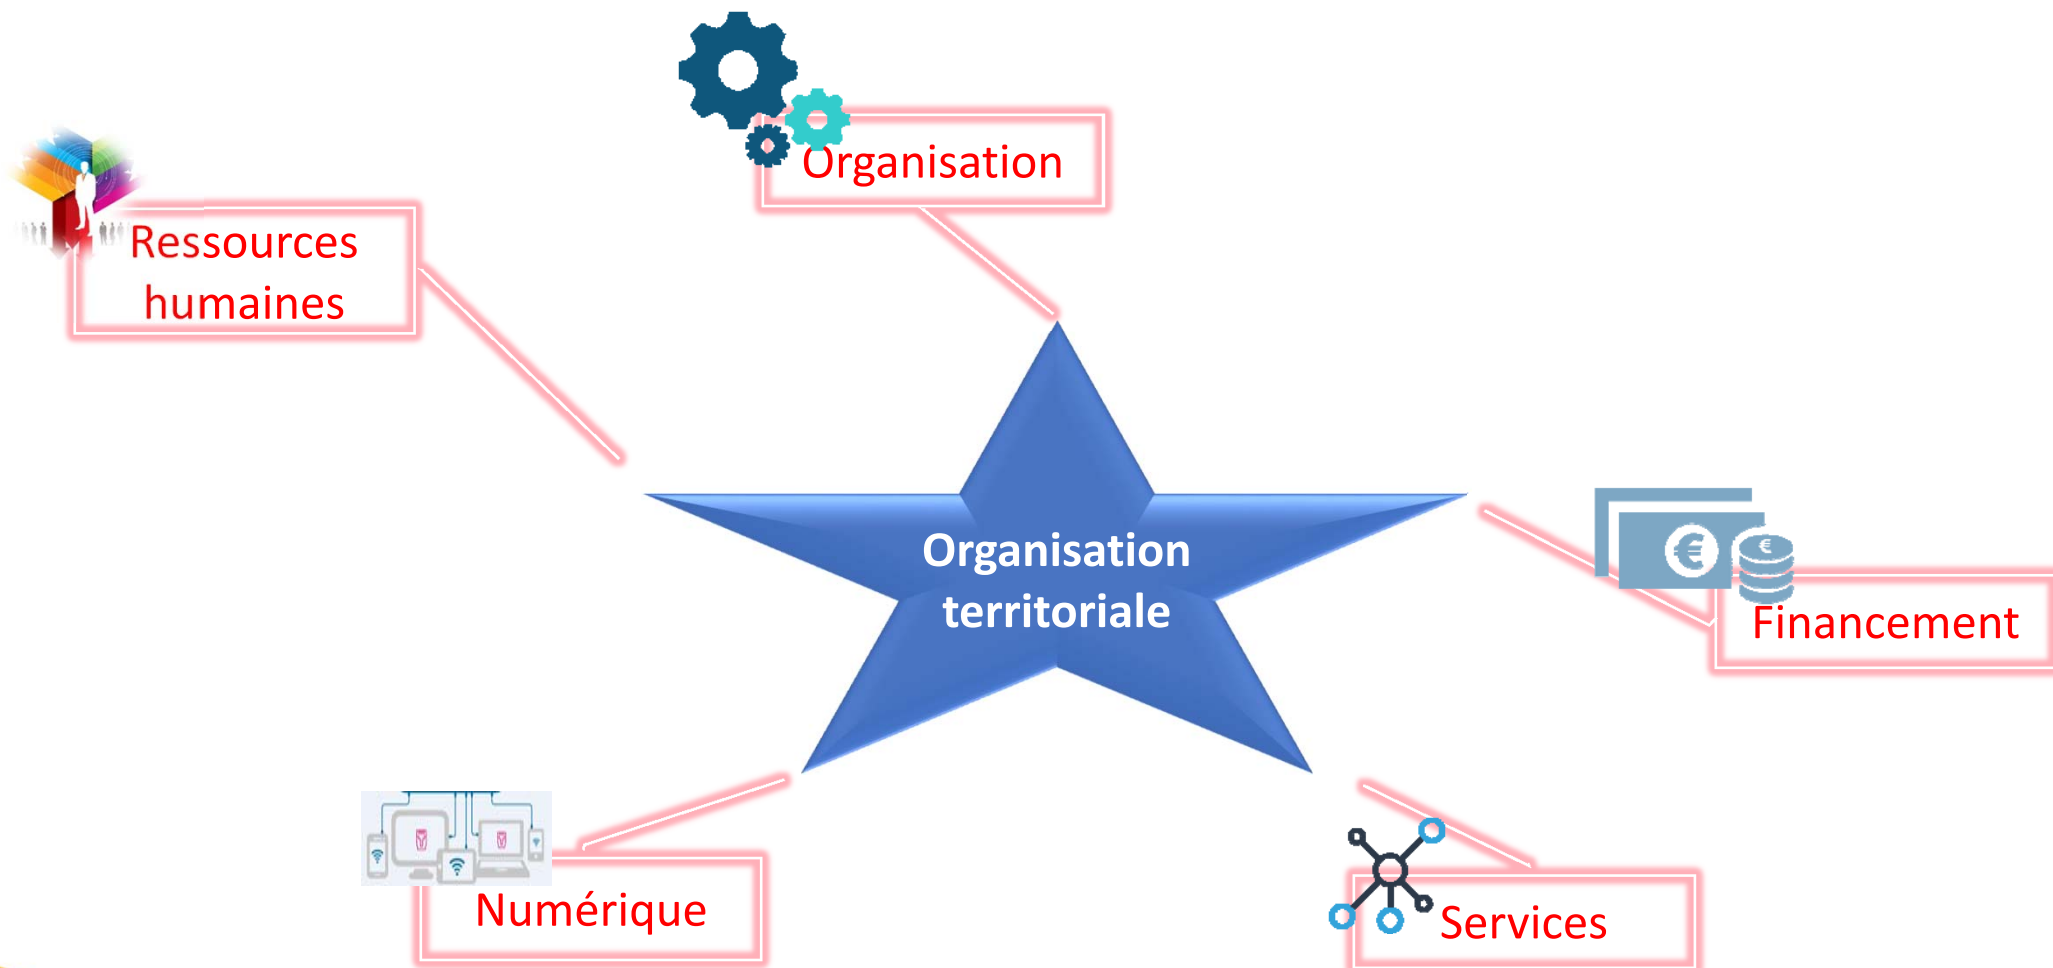 Organisation
Ressources
humaines
Organisation
territoriale
€
€
Financement
Numérique
Services